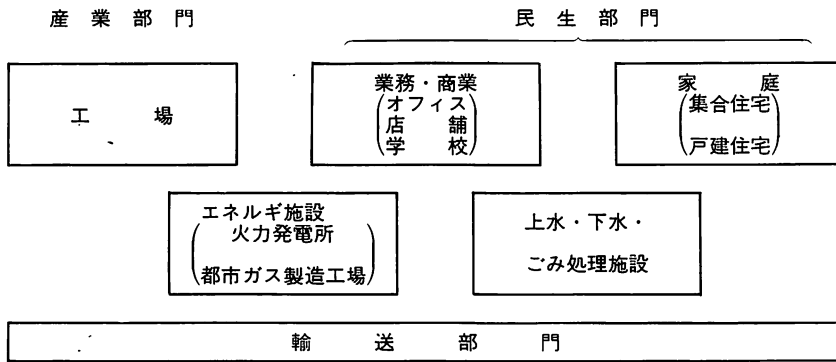 産業部門
民生部門
工場
業務・商業
(オフィス
店舗
学校)
家庭
(集合住宅
戸建住宅)
エネルギ施設
(火力発電所
都市ガス製造工場)
上水・下水・
ごみ処理施設
輸送部門